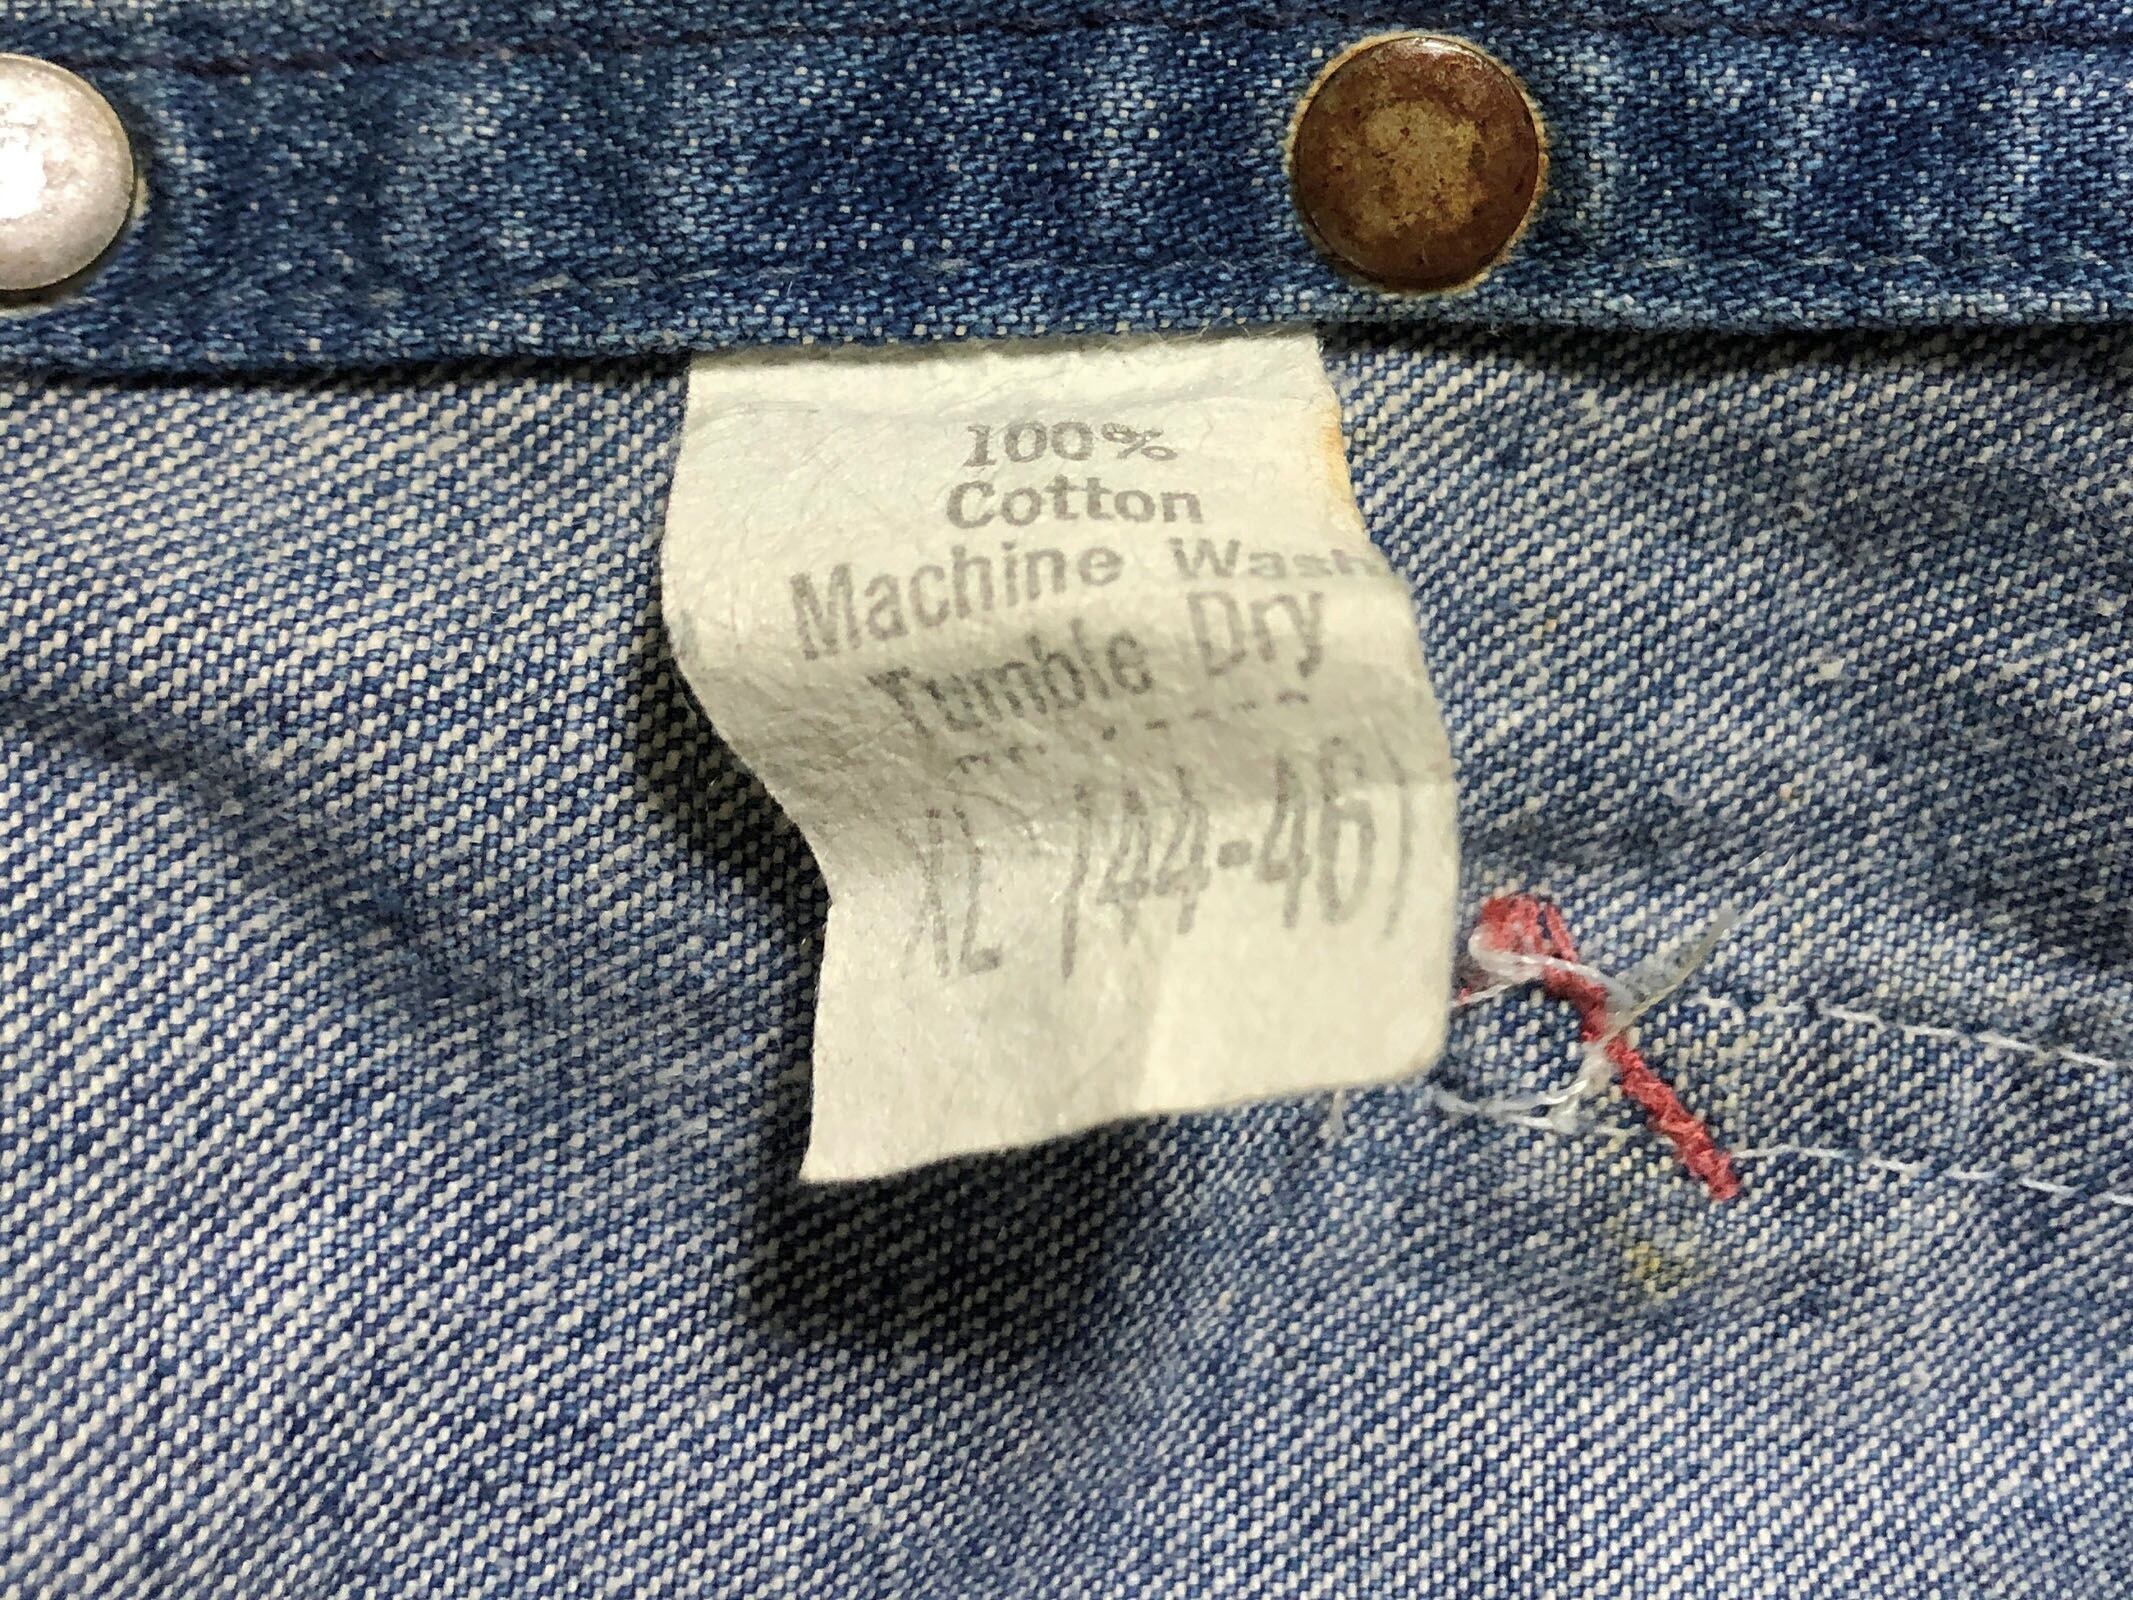 100%
Cotton
Machine Wash
Tumble Dry
XL (44-46)